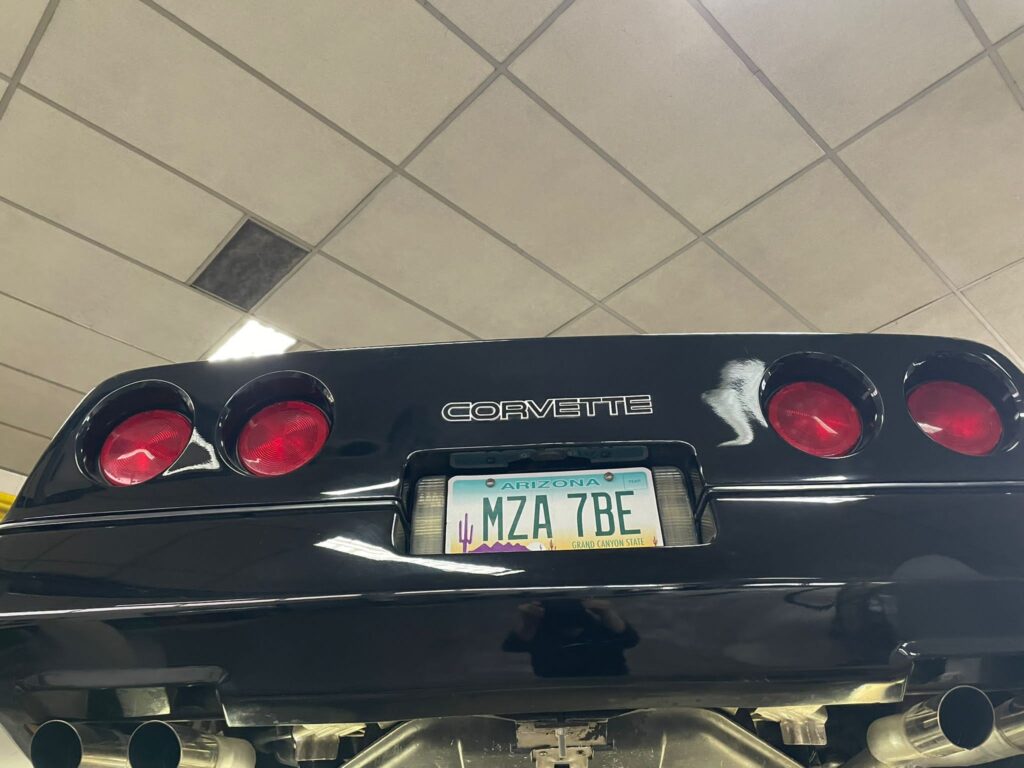 CORVETTE
ARIZONA
MZA 7BE
GRAND CANYON STATE